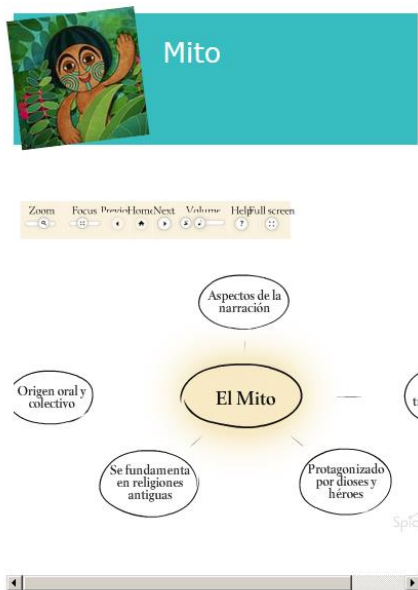 Mito
Zoom Focus Previo Home Next Volume Help Full screen
Aspectos de la
narración
Origen oral y
colectivo
El Mito
Se fundamenta
en religiones
antiguas
Protagonizado
por dioses y
héroes